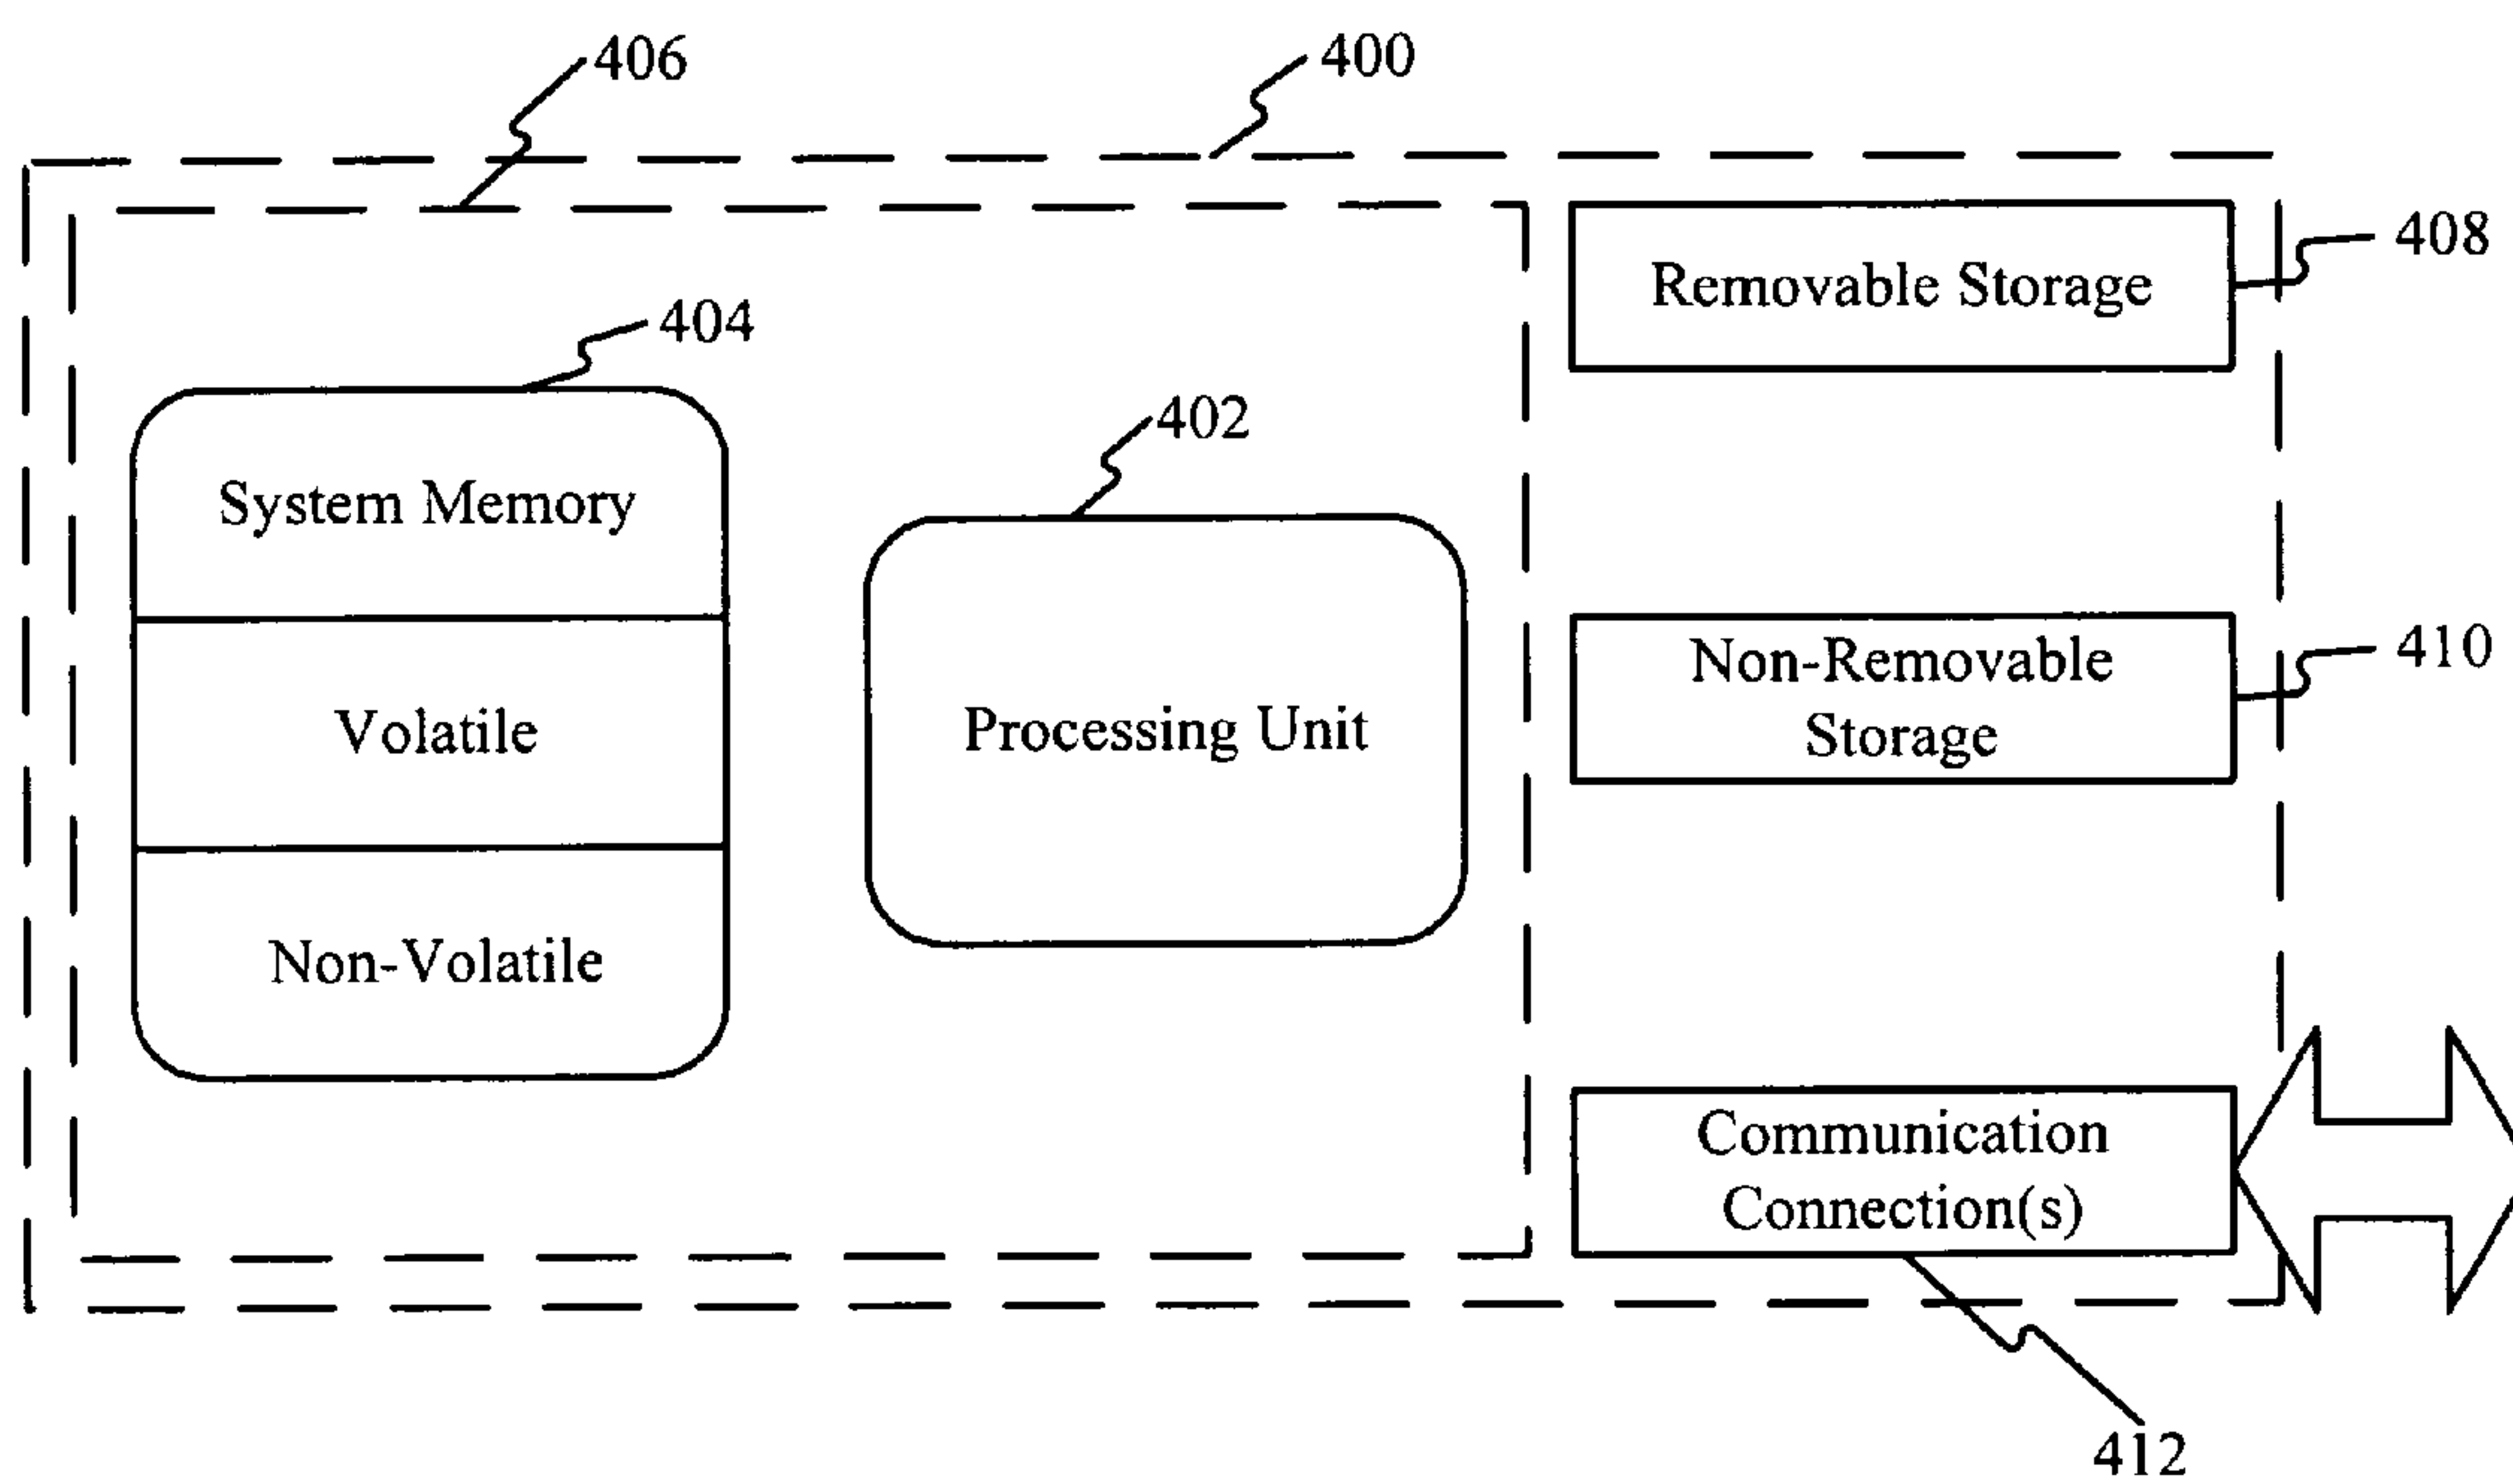 406
400
408
Removable Storage
404
402
System Memory
Volatile
Non-Volatile
Processing Unit
Non-Removable
Storage
410
Communication
Connection(s)
412